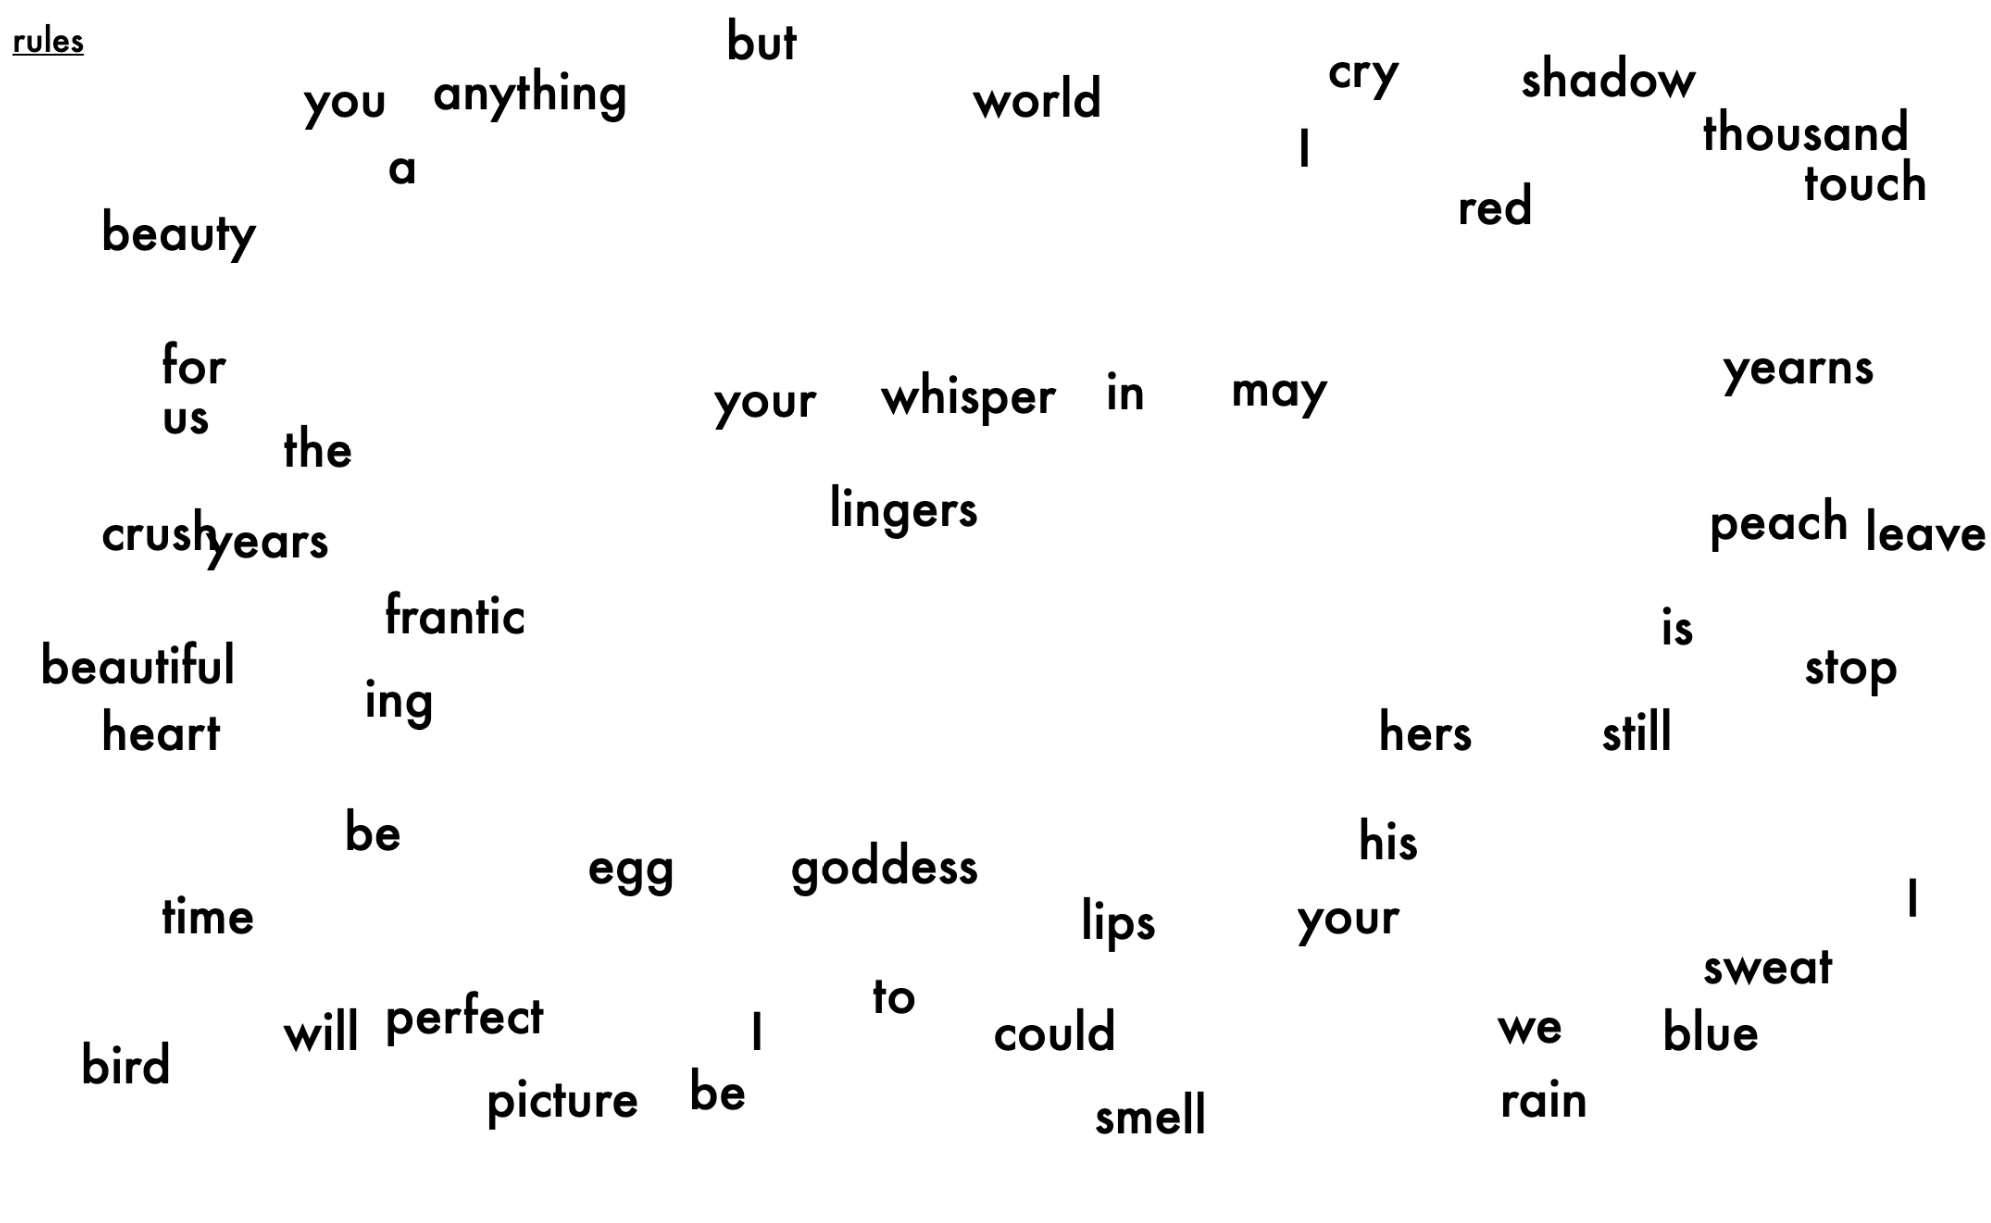 rules
but
you anything
world
cry
shadow
thousand
a
I
touch
red
beauty
for
us
the
your whisper in may
yearns
lingers
crush
years
peach leave
frantic
is
beautiful
stop
ing
heart
hers
still
be
his
egg
goddess
time
lips
your
I
sweat
to
will perfect
I
could
we
blue
bird
picture
be
smell
rain